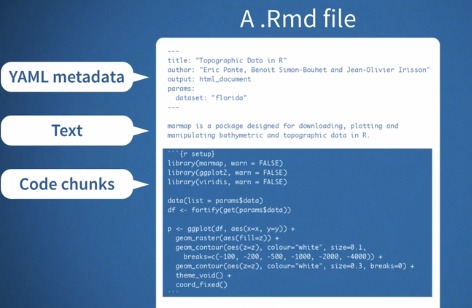 A .Rmd file
YAML metadata
Text
Code chunks
---
title: "Topographic Data in R"
author: "Eric Pante, Benoit Simon-Bouhet and Jean-Olivier Irisson"
output: html_document
params:
  dataset: "florida"
---
marmap is a package designed for downloading, plotting and
manipulating bathymetric and topographic data in R.
```{r setup}
library(marmap, warn = FALSE)
library(ggplot2, warn = FALSE)
library(viridis, warn = FALSE)
data(list = params$data)
df <- fortify(get(params$data))
p <- ggplot(df, aes(x=x, y=y)) +
  geom_raster(aes(fill=z)) +
  geom_contour(aes(z=z), colour="white", size=0.1,
    breaks=c(-100, -200, -500, -1000, -2000, -4000)) +
  geom_contour(aes(z=z), colour="white", size=0.3, breaks=0) +
  theme_void() +
  coord_fixed()
```